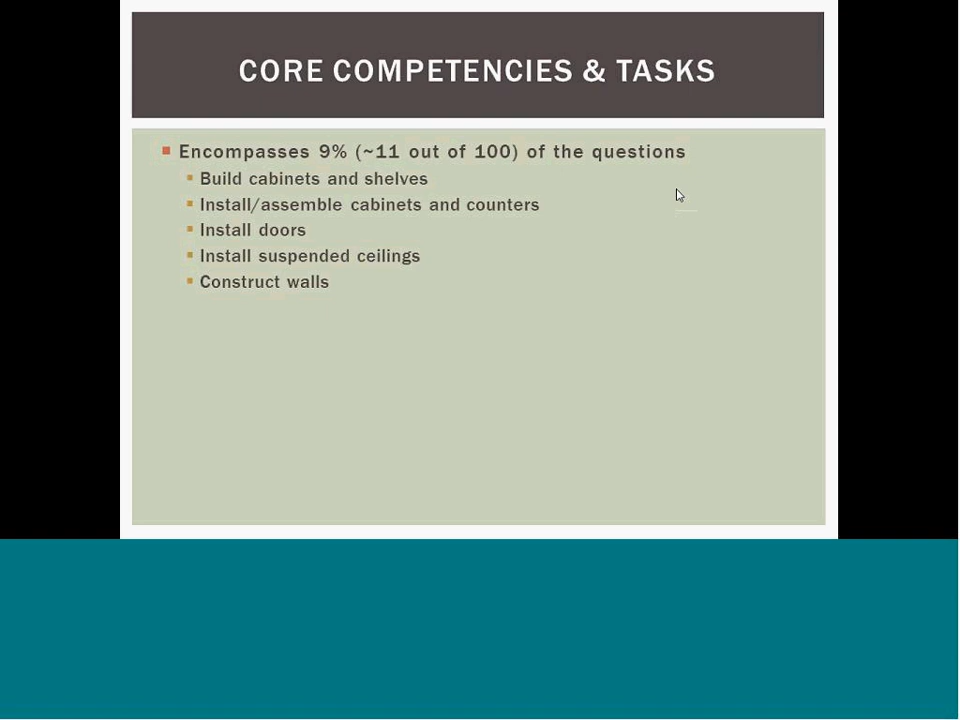 CORE COMPETENCIES & TASKS
Encompasses 9% (~11 out of 100) of the questions
Build cabinets and shelves
Install/assemble cabinets and counters
Install doors
Install suspended ceilings
Construct walls